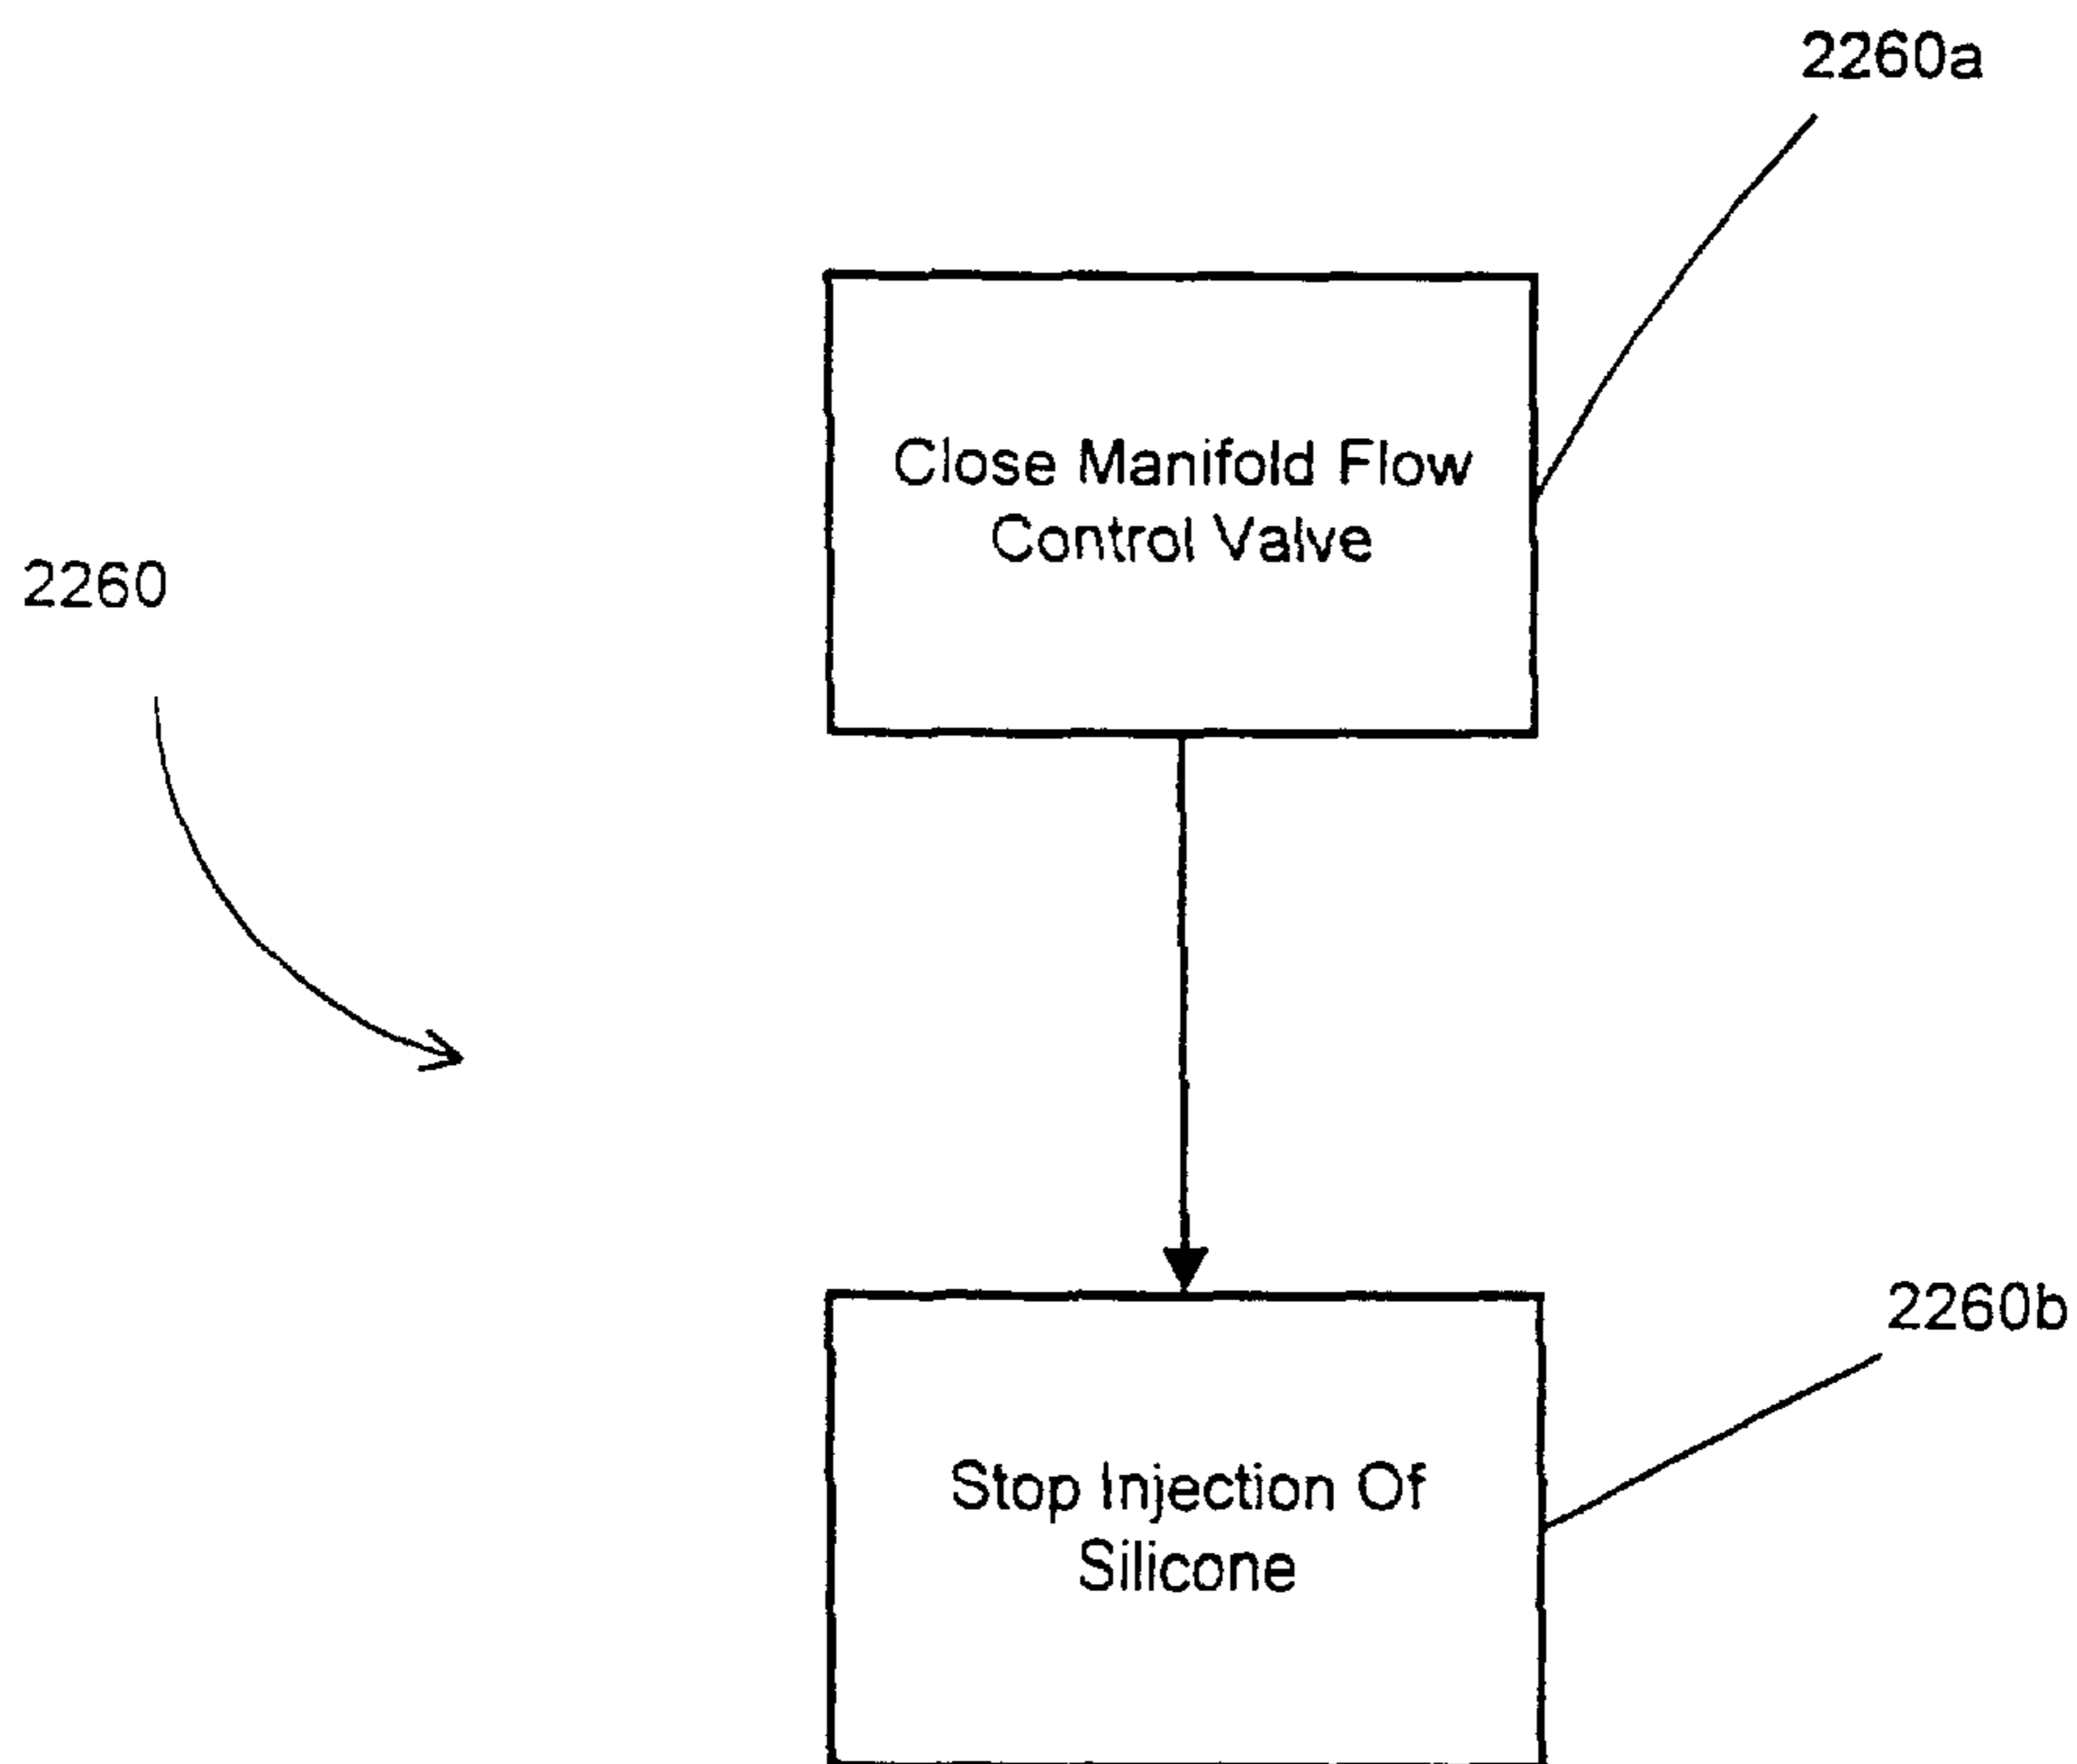 2260a
Close Manifold Flow
Control Valve
2260
2260b
Stop Injection Of
Silicone